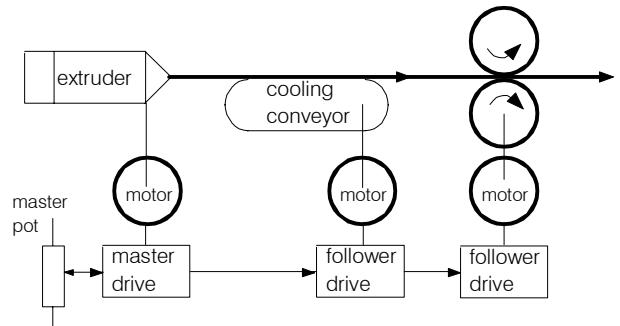 extruder
cooling
conveyor
motor
motor
motor
master
pot
master
drive
follower
drive
follower
drive